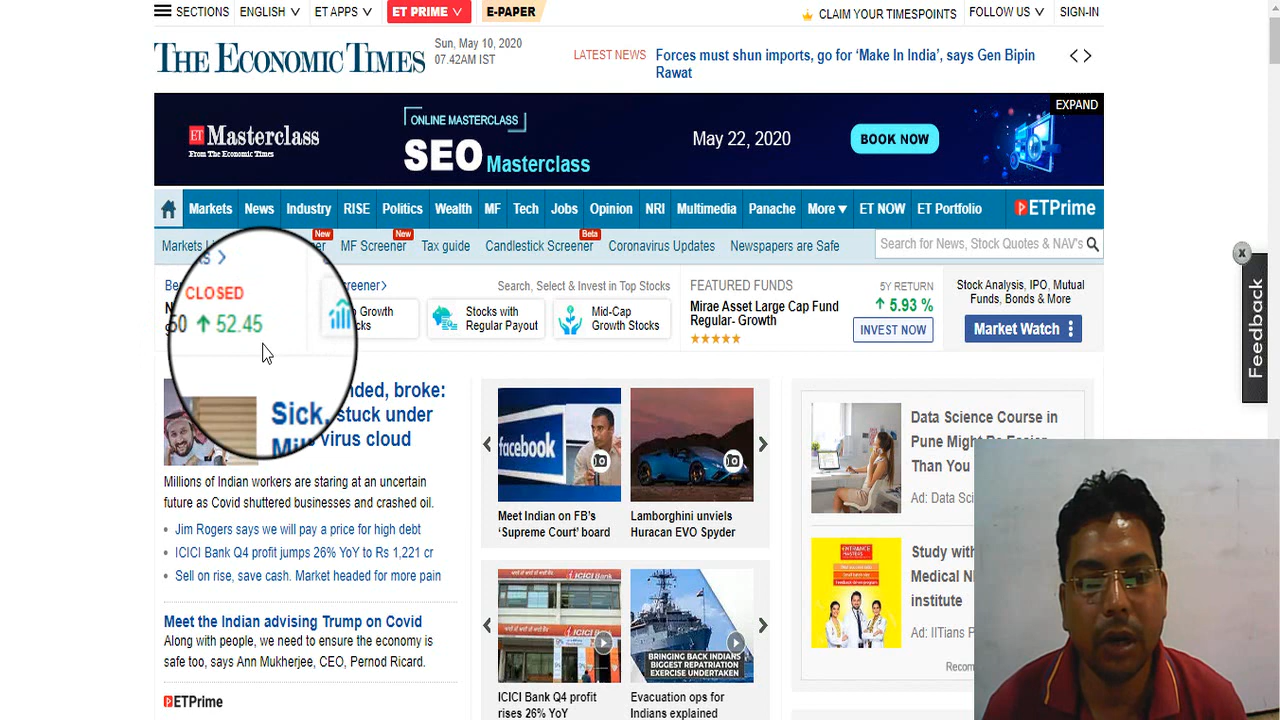 SECTIONS ENGLISH ET APPS ET PRIME E-PAPER CLAIM YOUR TIMESPOINTS FOLLOW US SIGN-IN
THE ECONOMIC TIMES
Sun, May 10, 2020
07.42AM IST
LATEST NEWS
Forces must shun imports, go for 'Make In India', says Gen Bipin
Rawat
EXPAND
ET Masterclass
From The Economic Times
ONLINE MASTERCLASS
SEO Masterclass
May 22, 2020
BOOK NOW
Markets News Industry RISE Politics Wealth MF Tech Jobs Opinion NRI Multimedia Panache More ET NOW ET Portfolio ETPrime
New New Beta
Markets MF Screener Tax guide Candlestick Screener Coronavirus Updates Newspapers are Safe
Search for News, Stock Quotes & NAV's
CLOSED
50 52.45
Search, Select & Invest in Top Stocks
Growth
Stocks with
Regular Payout
Mid-Cap
Growth Stocks
FEATURED FUNDS
Mirae Asset Large Cap Fund
Regular- Growth
5Y RETURN
5.93 %
INVEST NOW
Stock Analysis, IPO, Mutual
Funds, Bonds & More
Market Watch
Feedback
broke:
Sick, stuck under
virus cloud
Millions of Indian workers are staring at an uncertain
future as Covid shuttered businesses and crashed oil.
Jim Rogers says we will pay a price for high debt
ICICI Bank Q4 profit jumps 26% YoY to Rs 1,221 cr
Sell on rise, save cash. Market headed for more pain
Meet the Indian advising Trump on Covid
Along with people, we need to ensure the economy is
safe too, says Ann Mukherjee, CEO, Pernod Ricard.
ETPrime
facebook
Meet Indian on FB's
'Supreme Court' board
Lamborghini unviels
Huracan EVO Spyder
ICICI Bank
ICICI Bank Q4 profit
rises 26% YoY
BRINGING BACK INDIANS
BIGGEST REPATRIATION
EXERCISE UNDERTAKEN
Evacuation ops for
Indians explained
Data Science Course in
Pune Might
Than You
Ad: Data
Study with
Medical
institute
Ad: IITians